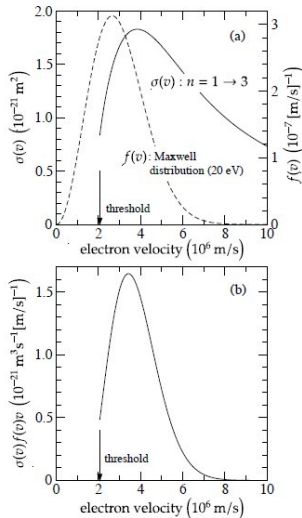 (a)
2.0
1.5
1.0
0.5
0.0
σ(v) (10⁻²¹ m²)
3
2
1
0
f(v) (10⁻⁷ [m/s]⁻¹)
σ(v) : n = 1 → 3
f(v) : Maxwell
distribution (20 eV)
threshold
0 2 4 6 8 10
electron velocity (10⁶ m/s)
(b)
1.5
1.0
0.5
0.0
σ(v)f(v)v (10⁻²¹ m³s⁻¹[m/s]⁻¹)
threshold
0 2 4 6 8 10
electron velocity (10⁶ m/s)